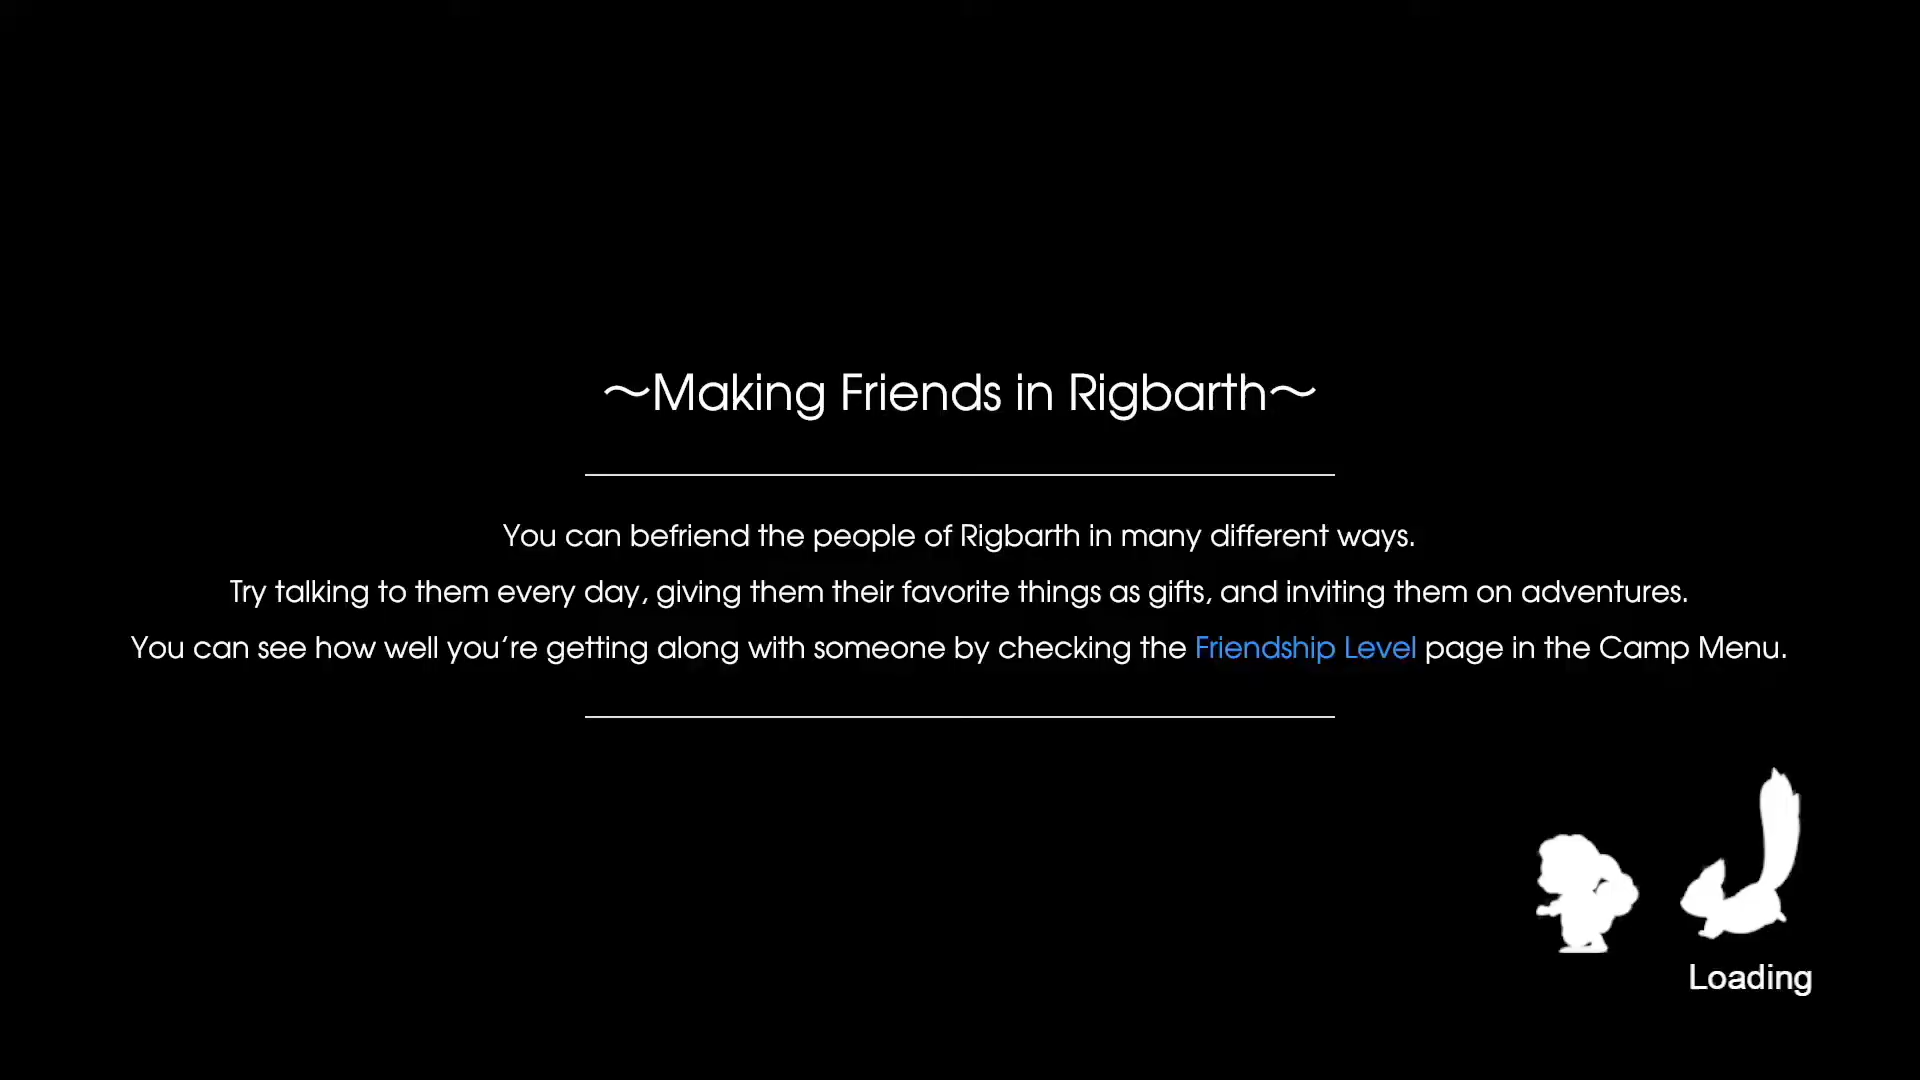 ～Making Friends in Rigbarth～
You can befriend the people of Rigbarth in many different ways.
Try talking to them every day, giving them their favorite things as gifts, and inviting them on adventures.
You can see how well you’re getting along with someone by checking the Friendship Level page in the Camp Menu.
Loading